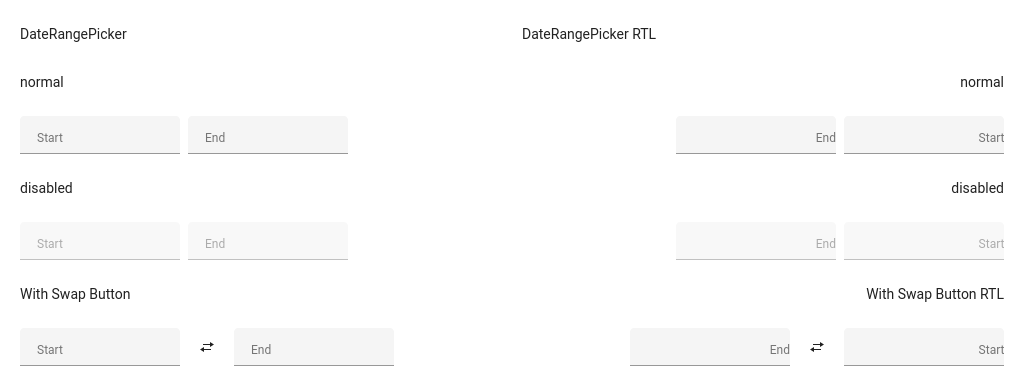 DateRangePicker
normal
Start End
disabled
Start End
With Swap Button
Start End
DateRangePicker RTL
normal
End Start
disabled
End Start
With Swap Button RTL
End Start